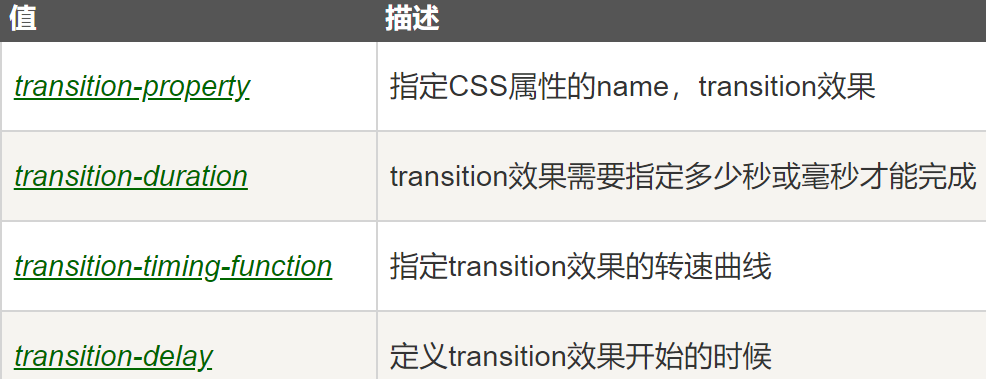 值 描述
transition-property 指定CSS属性的name，transition效果
transition-duration transition效果需要指定多少秒或毫秒才能完成
transition-timing-function 指定transition效果的转速曲线
transition-delay 定义transition效果开始的时候